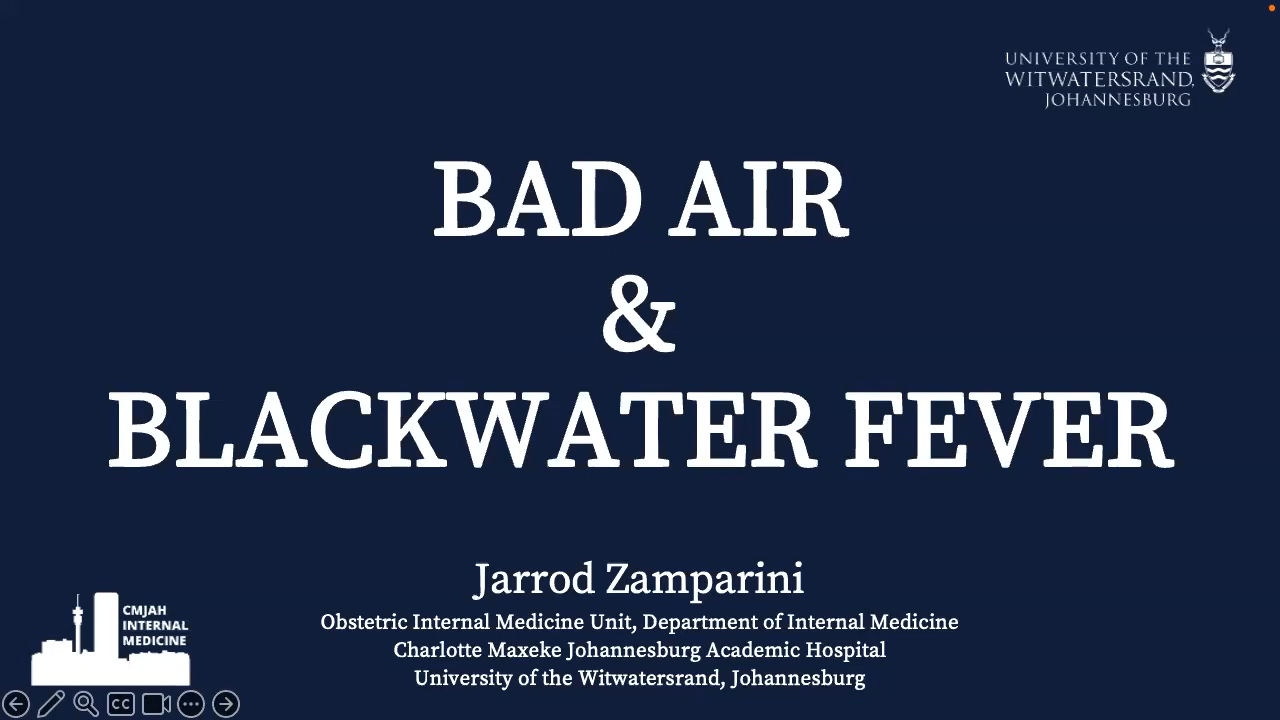 UNIVERSITY OF THE
WITWATERSRAND,
JOHANNESBURG
BAD AIR
&
BLACKWATER FEVER
Jarrod Zamparini
Obstetric Internal Medicine Unit, Department of Internal Medicine
Charlotte Maxeke Johannesburg Academic Hospital
University of the Witwatersrand, Johannesburg
CMJAH
INTERNAL
MEDICINE
CC